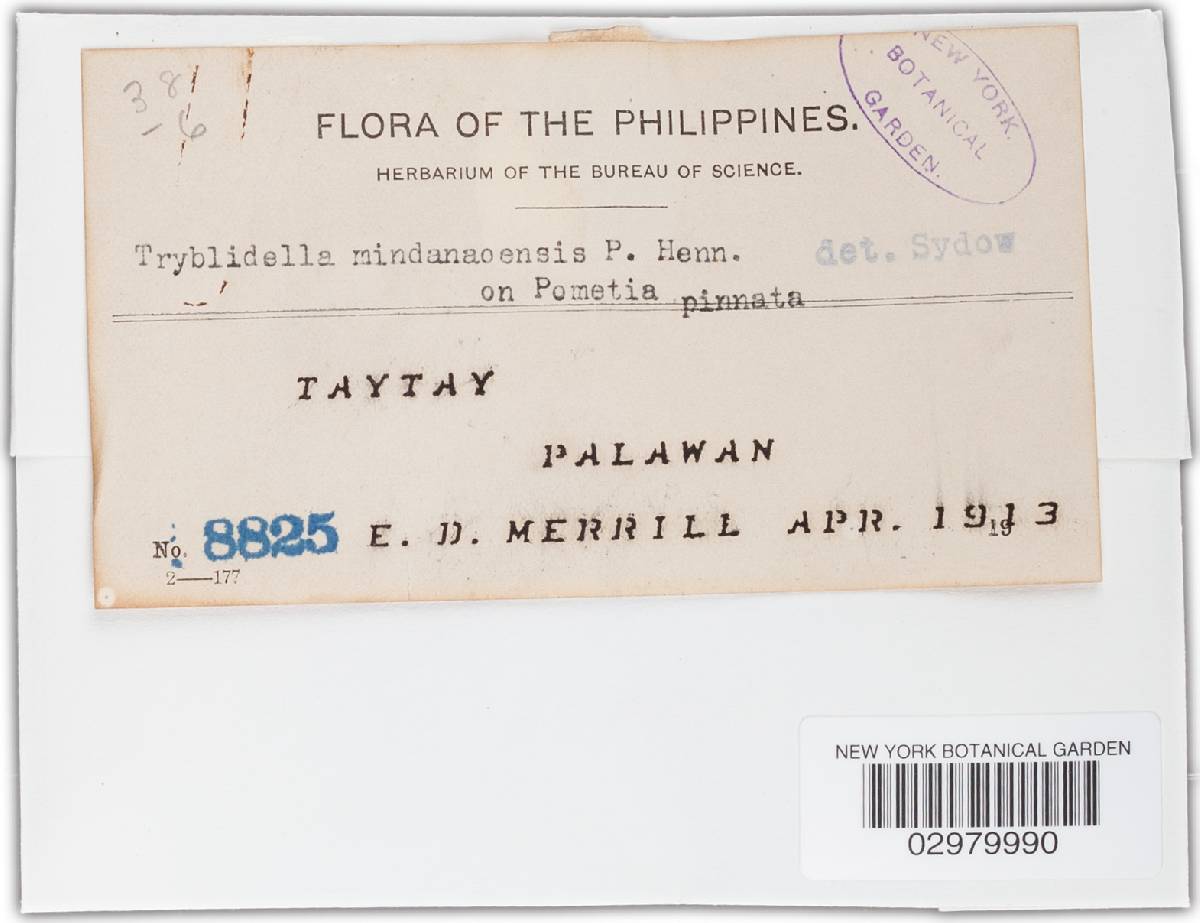 38
-6
NEW YORK
BOTANICAL
GARDEN.
FLORA OF THE PHILIPPINES.
HERBARIUM OF THE BUREAU OF SCIENCE.
Tryblidella mindanaoensis P. Henn. det. Sydow
on Pometia pinnata
TAYTAY
PALAWAN
No. 8825 E. D. MERRILL APR. 1913
19
2—177
NEW YORK BOTANICAL GARDEN
02979990